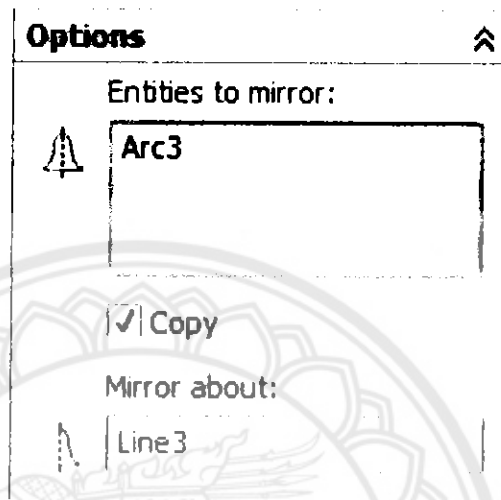 Options
Entities to mirror:
Arc3
Copy
Mirror about:
Line3